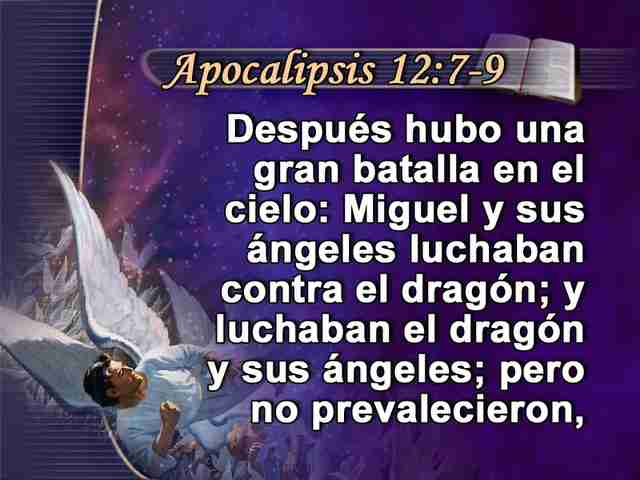 Apocalipsis 12:7-9
Después hubo una
gran batalla en el
cielo: Miguel y sus
ángeles luchaban
contra el dragón; y
luchaban el dragón
y sus ángeles; pero
no prevalecieron,